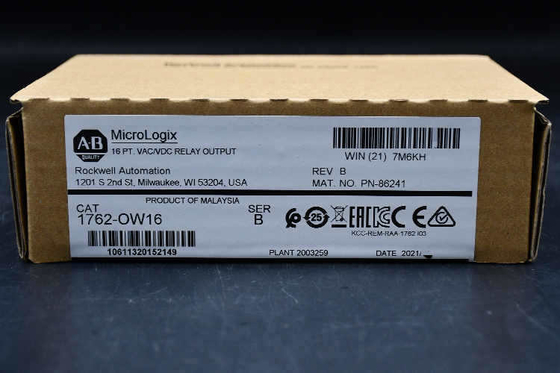 A-B
QUALITY
MicroLogix
16 PT. VAC/VDC RELAY OUTPUT
WIN (21) 7M6KH
Rockwell Automation
1201 S 2nd St, Milwaukee, WI 53204, USA
REV B
MAT. NO. PN-86241
PRODUCT OF MALAYSIA
CAT
1762-OW16
SER
B
25
EAC
CE
KCC-REM-RAA-1762 I03
10611320152149
PLANT 2003259
DATE 2021/